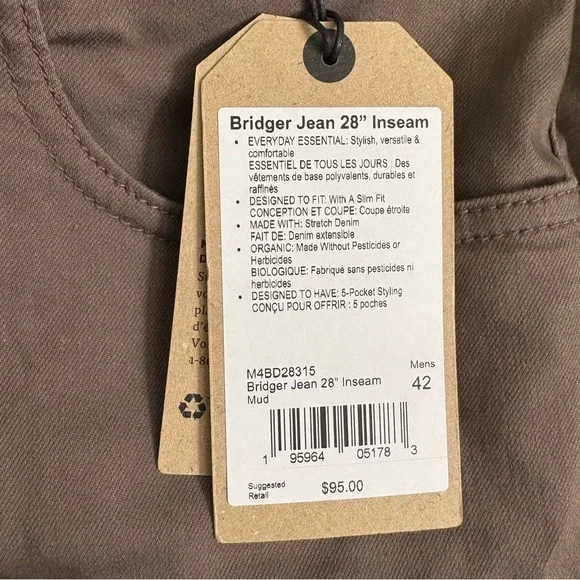 Bridger Jean 28” Inseam
• EVERYDAY ESSENTIAL: Stylish, versatile &
comfortable
ESSENTIEL DE TOUS LES JOURS : Des
vêtements de base polyvalents, durables et
raffinés
• DESIGNED TO FIT: With A Slim Fit
CONCEPTION ET COUPE: Coupe étroite
• MADE WITH: Stretch Denim
FAIT DE: Denim extensible
• ORGANIC: Made Without Pesticides or
Herbicides
BIOLOGIQUE: Fabriqué sans pesticides ni
herbicides
• DESIGNED TO HAVE: 5-Pocket Styling
CONÇU POUR OFFRIR : 5 poches
M4BD28315
Bridger Jean 28" Inseam
Mud
Mens
42
1 95964 05178 3
Suggested
Retail
$95.00